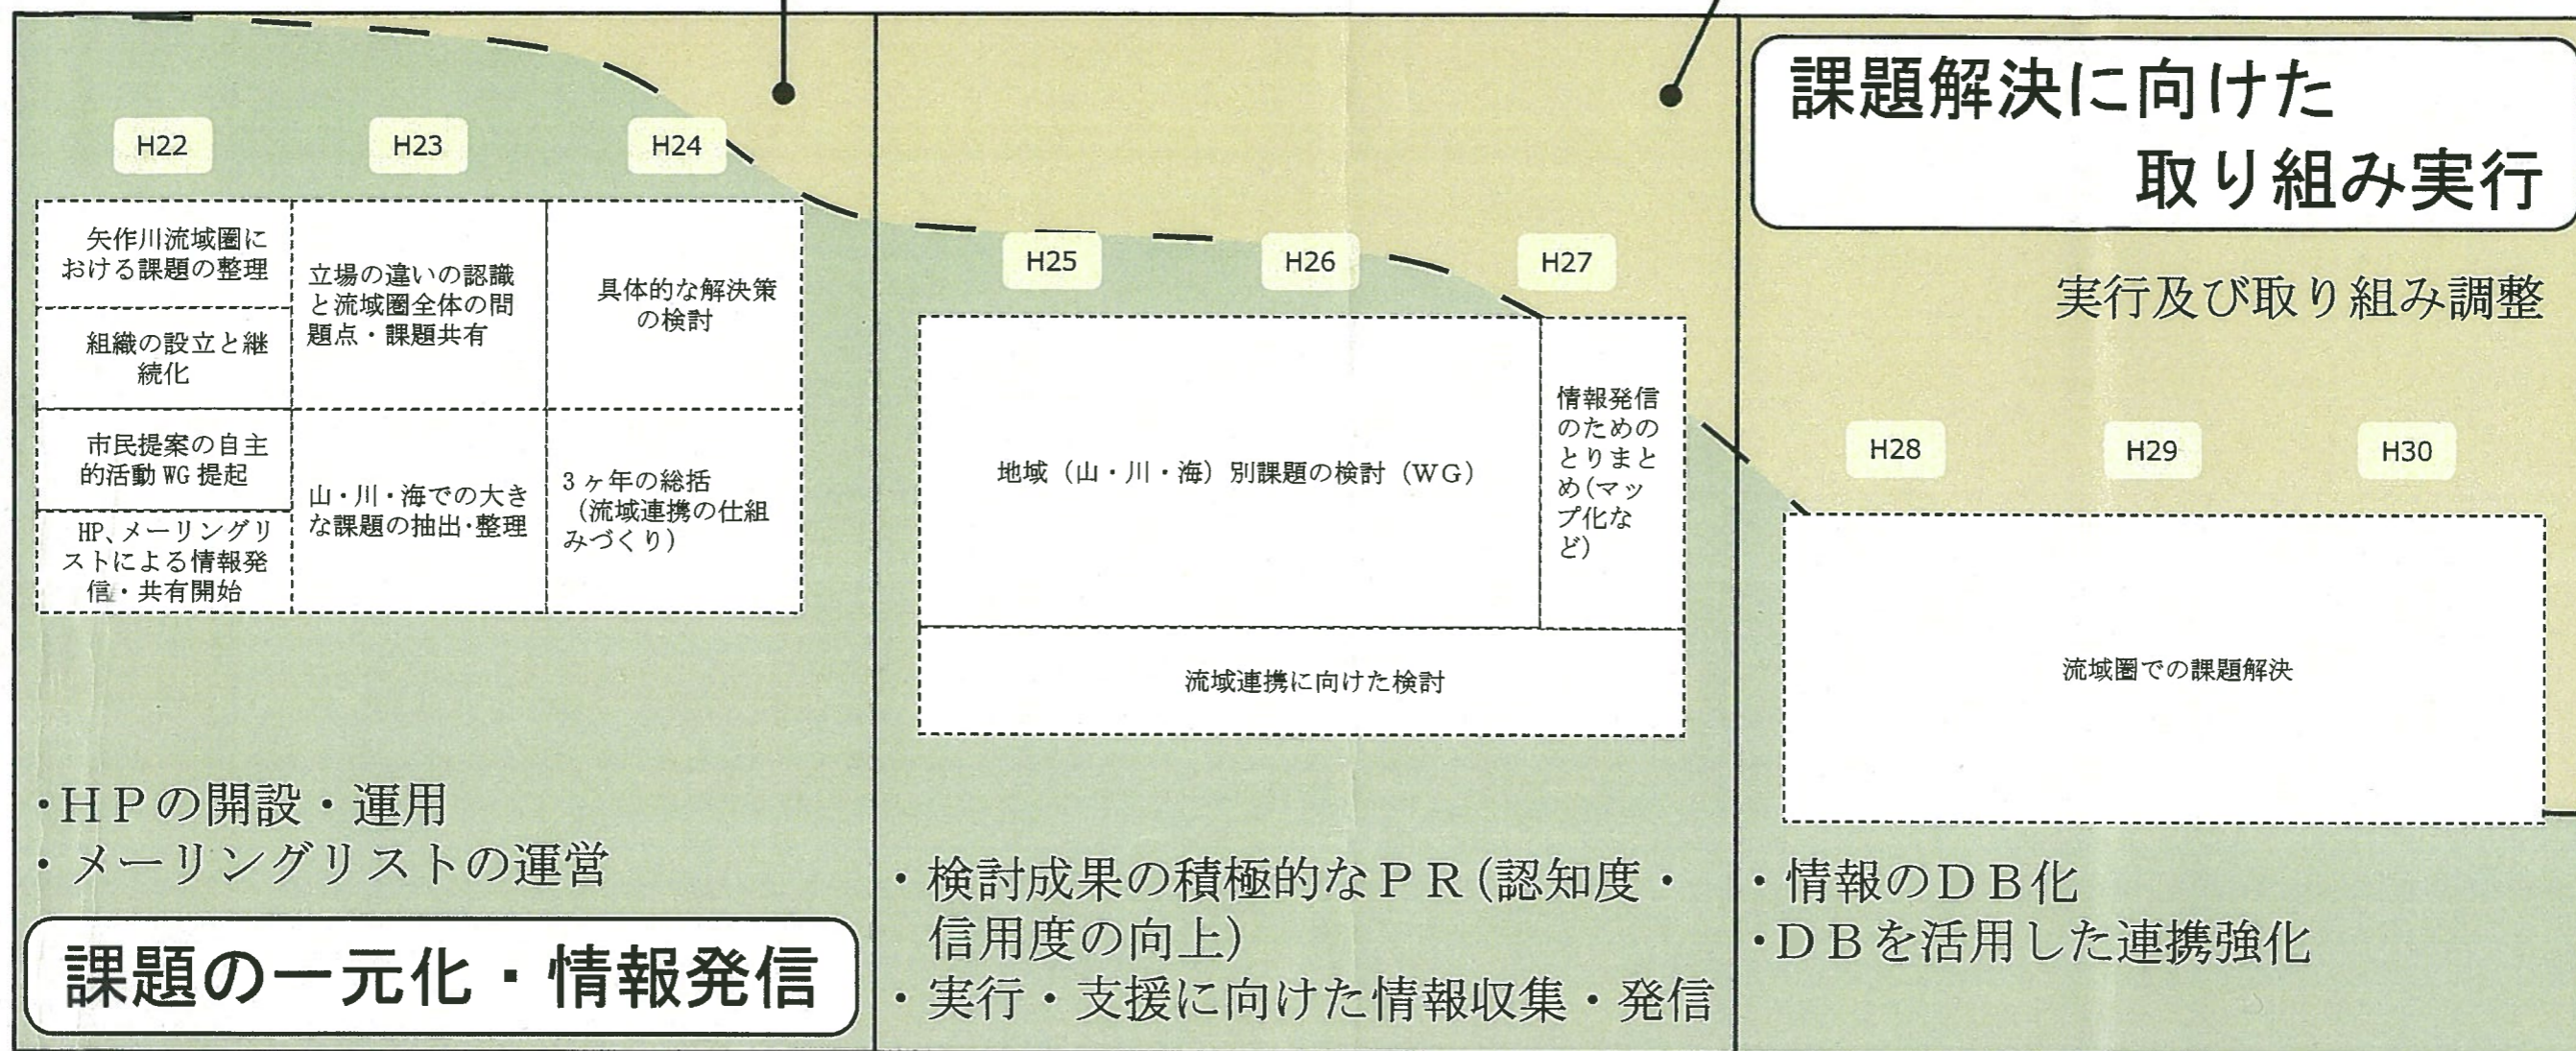 H22
H23
H24
矢作川流域圏に
おける課題の整理
組織の設立と継
続化
市民提案の自主
的活動 WG 提起
HP、メーリングリ
ストによる情報発
信・共有開始
立場の違いの認識
と流域圏全体の問
題点・課題共有
山・川・海での大き
な課題の抽出・整理
具体的な解決策
の検討
3ヶ年の総括
（流域連携の仕組
みづくり）
・HPの開設・運用
・メーリングリストの運営
課題の一元化・情報発信
H25
H26
H27
地域（山・川・海）別課題の検討（WG）
情報発信
のための
とりまと
め(マッ
プ化な
ど)
流域連携に向けた検討
・検討成果の積極的なＰＲ(認知度・
信用度の向上)
・実行・支援に向けた情報収集・発信
課題解決に向けた
取り組み実行
実行及び取り組み調整
H28
H29
H30
流域圏での課題解決
・情報のＤＢ化
・ＤＢを活用した連携強化